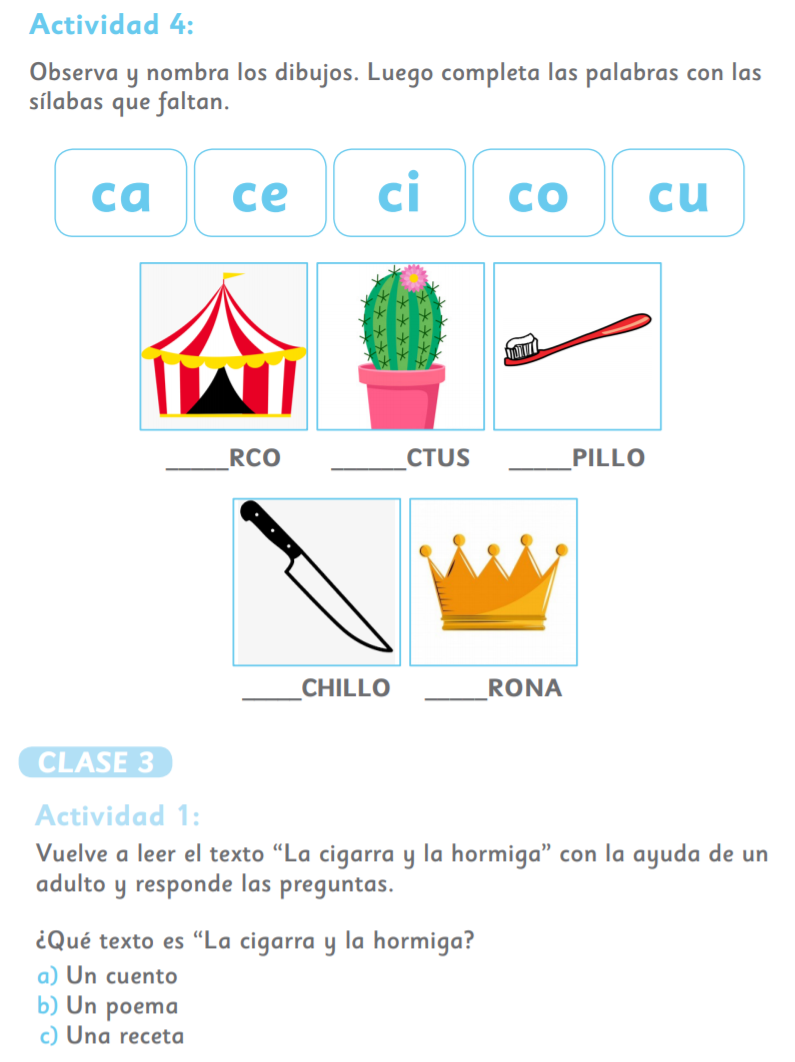 Actividad 4:
Observa y nombra los dibujos. Luego completa las palabras con las
sílabas que faltan.
ca ce ci co cu
_____RCO ______CTUS _____PILLO
_____CHILLO _____RONA
CLASE 3
Actividad 1:
Vuelve a leer el texto “La cigarra y la hormiga” con la ayuda de un
adulto y responde las preguntas.
¿Qué texto es “La cigarra y la hormiga?
a) Un cuento
b) Un poema
c) Una receta